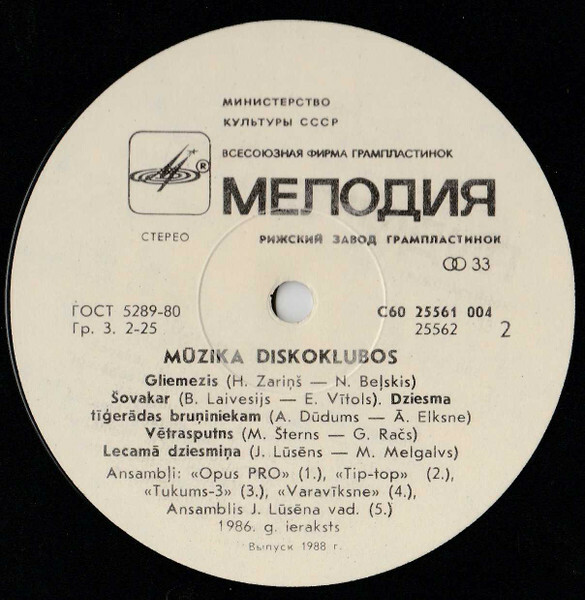 МИНИСТЕРСТВО
КУЛЬТУРЫ СССР
ВСЕСОЮЗНАЯ ФИРМА ГРАМПЛАСТИНОК
®
МЕЛОДИЯ
СТЕРЕО
РИЖСКИЙ ЗАВОД ГРАМПЛАСТИНОК
33
ГОСТ 5289-80
Гр. 3. 2-25
С60 25561 004
25562
2
MŪZIKA DISKOKLUBOS
Gliemezis (H. Zariņš — N. Beļskis)
Šovakar (B. Laivesijs — E. Vītols). Dziesma
tīģerādas bruņiniekam (A. Dūdums — Ā. Elksne)
Vētrasputns (M. Šterns — G. Račs)
Lecamā dziesmiņa (J. Lūsēns — M. Melgalvs)
Ansambļi: «Opus PRO» (1.), «Tip-top» (2.),
«Tukums-3» (3.), «Varavīksne» (4.),
Ansamblis J. Lūsēna vad. (5.)
1986. g. ieraksts
Выпуск 1988 г.